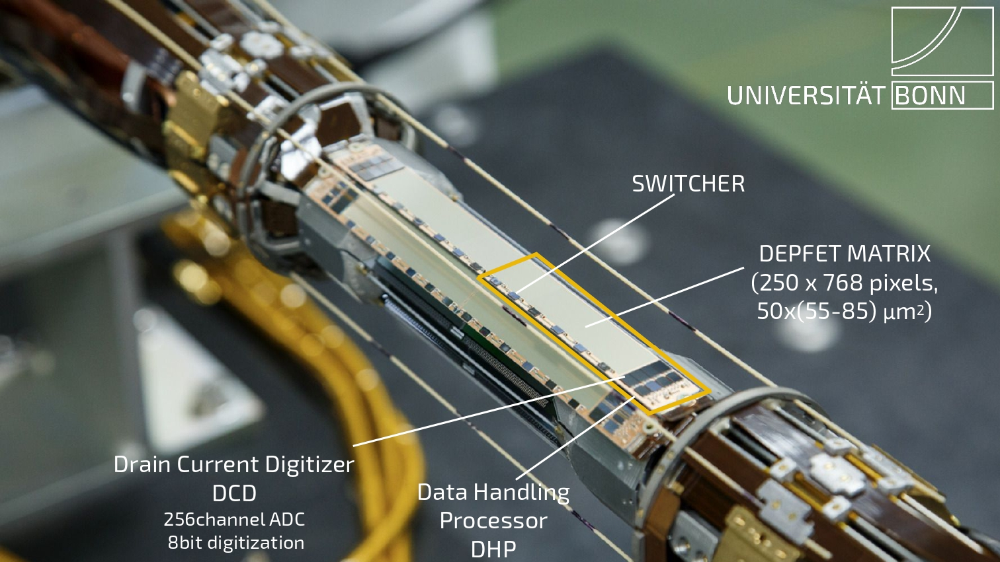 UNIVERSITÄT BONN
SWITCHER
DEPFET MATRIX
(250 x 768 pixels,
50x(55-85) µm2)
Drain Current Digitizer
DCD
256channel ADC
8bit digitization
Data Handling
Processor
DHP